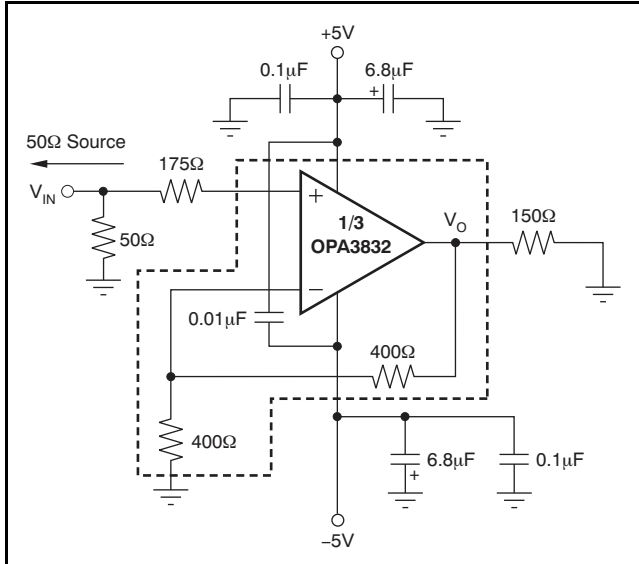 +5V
0.1µF
6.8µF
+
50Ω Source
175Ω
V_IN
50Ω
+
1/3
OPA3832
V_O
150Ω
−
0.01µF
400Ω
400Ω
6.8µF
+
0.1µF
−5V